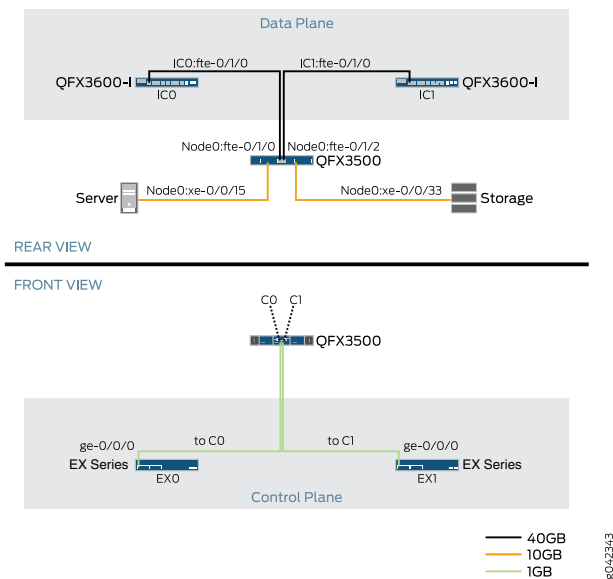 Data Plane
IC0:fte-0/1/0
IC1:fte-0/1/0
QFX3600-I
IC0
IC1
QFX3600-I
Node0:fte-0/1/0
Node0:fte-0/1/2
QFX3500
Server
Node0:xe-0/0/15
Node0:xe-0/0/33
Storage
REAR VIEW
FRONT VIEW
C0
C1
QFX3500
ge-0/0/0
to C0
to C1
ge-0/0/0
EX Series
EX0
EX1
EX Series
Control Plane
40GB
10GB
1GB
g042343